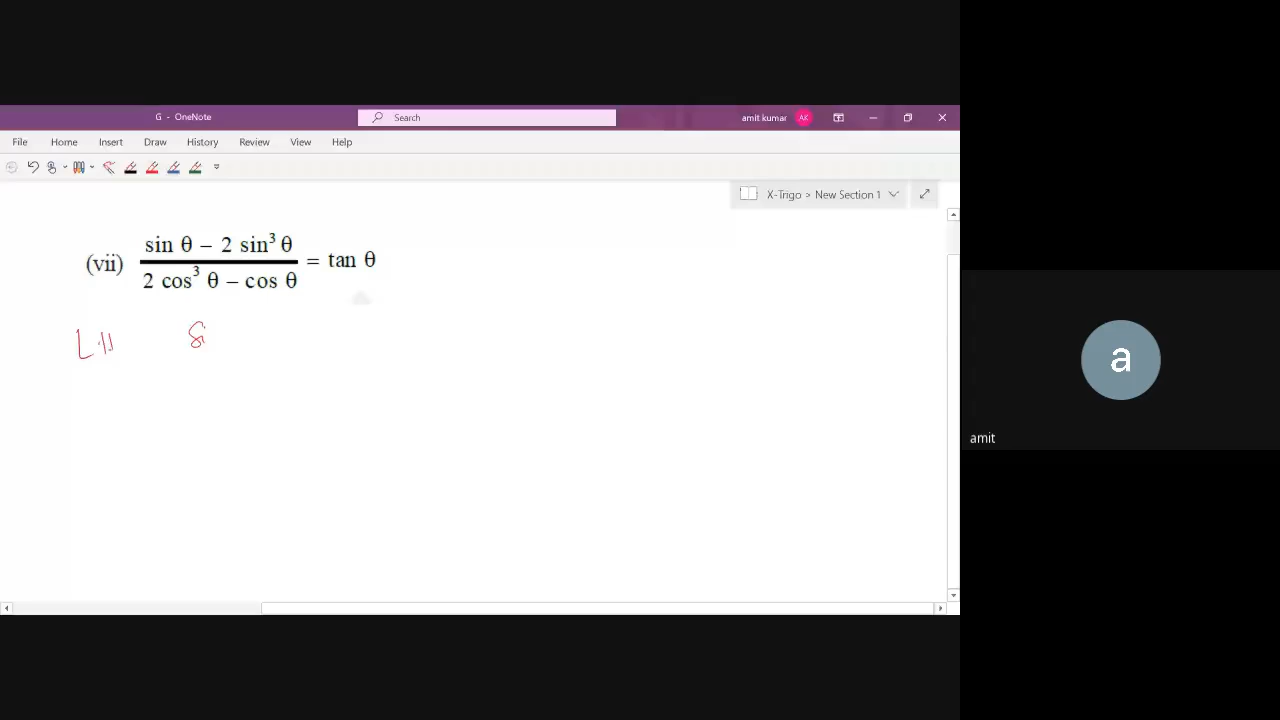 G - OneNote
Search
amit kumar AK
File Home Insert Draw History Review View Help
X-Trigo > New Section 1
(vii) sin θ – 2 sin³ θ / 2 cos³ θ – cos θ = tan θ
a
amit